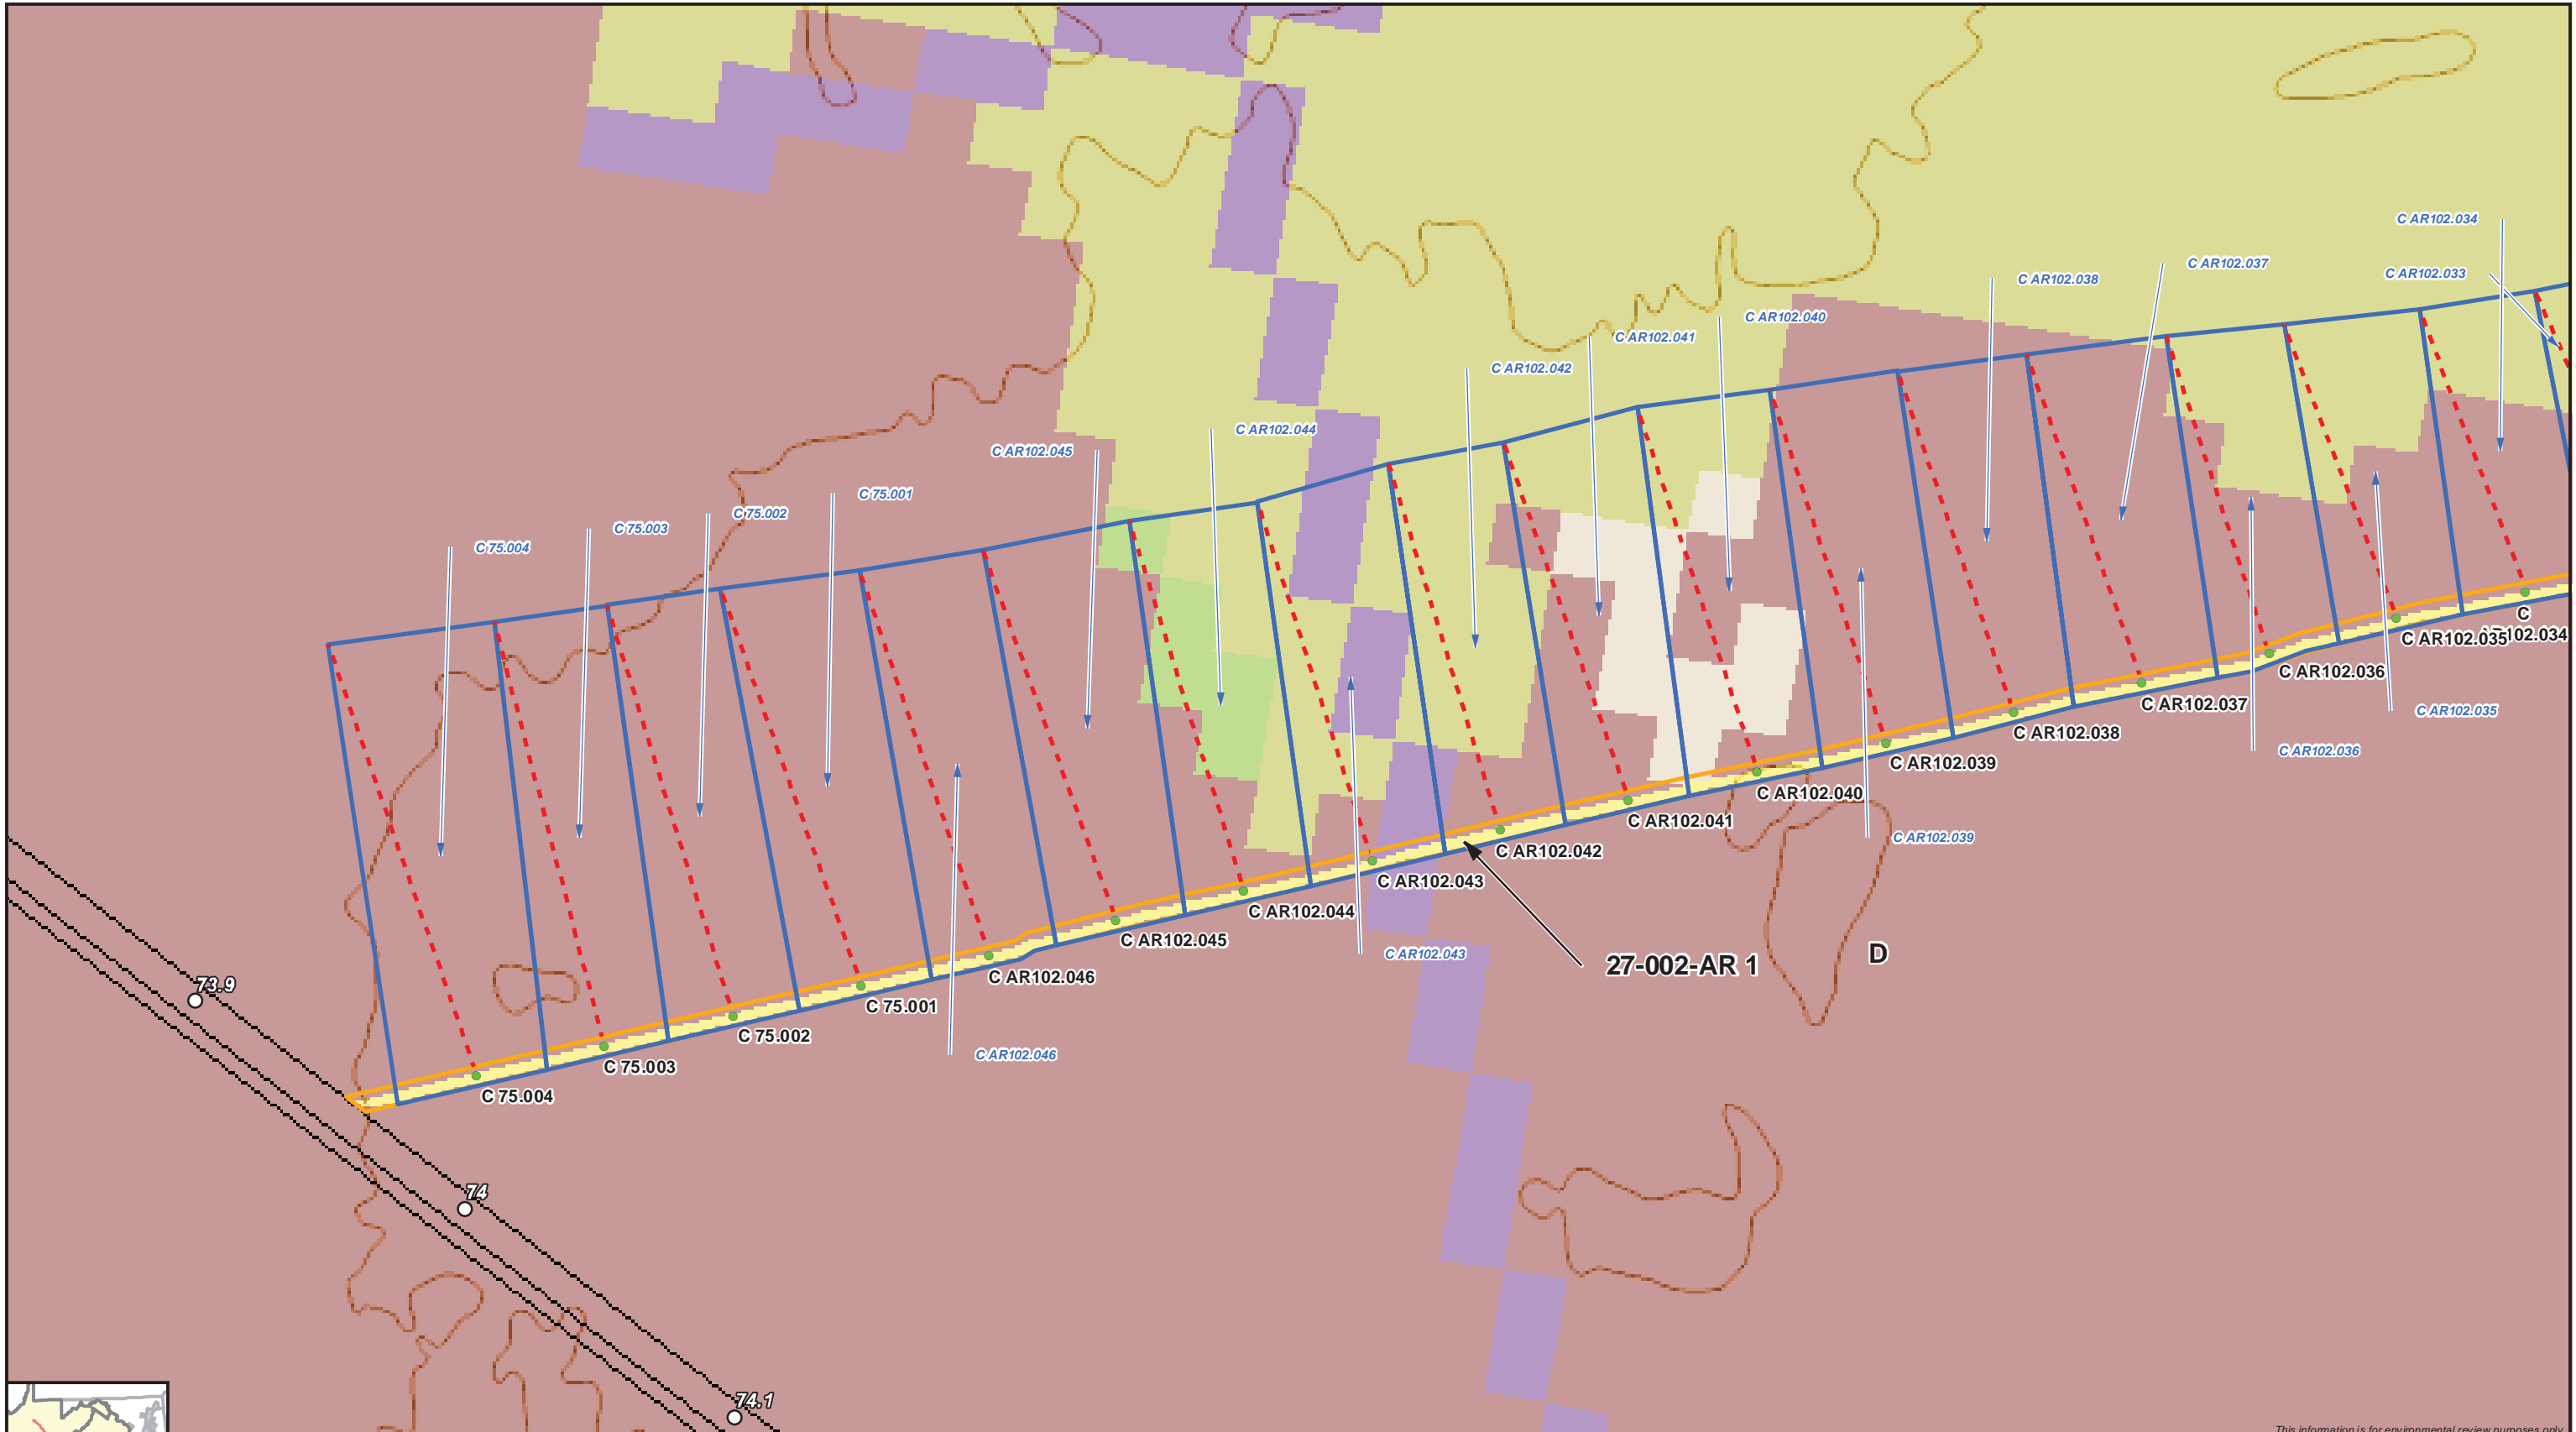 C AR102.034
C AR102.037
C AR102.033
C AR102.038
C AR102.040
C AR102.041
C AR102.042
C AR102.044
C AR102.045
C 75.001
C 75.002
C 75.003
C 75.004
C
AR102.034
C AR102.035
C AR102.036
C AR102.037
C AR102.035
C AR102.038
C AR102.036
C AR102.039
C AR102.040
C AR102.041
C AR102.039
C AR102.042
C AR102.043
C AR102.044
C AR102.045
C AR102.043
D
27-002-AR 1
C AR102.046
73.9
C 75.001
C 75.002
C AR102.046
C 75.003
C 75.004
74
74.1
This information is for environmental review purposes only.